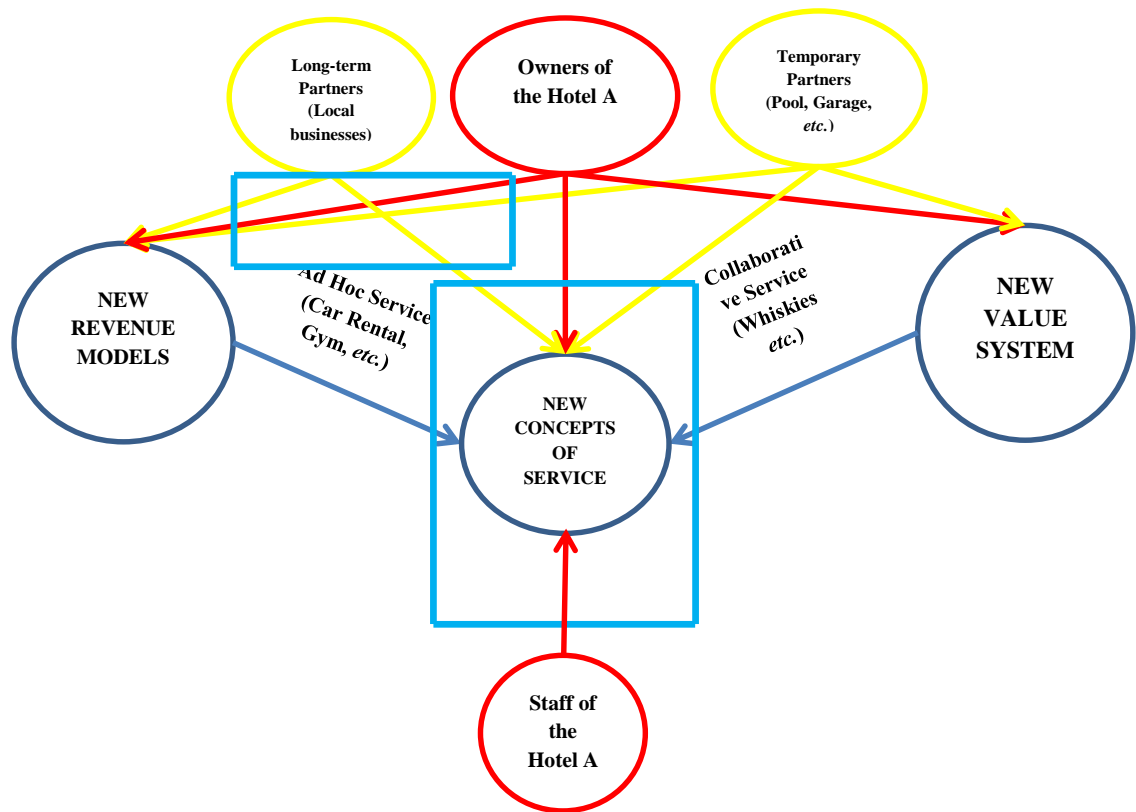 Long-term
Partners
(Local
businesses)
Owners of
the Hotel A
Temporary
Partners
(Pool, Garage,
etc.)
NEW
REVENUE
MODELS
Ad Hoc Service
(Car Rental,
Gym, etc.)
Collaborati
ve Service
(Whiskies
etc.)
NEW
VALUE
SYSTEM
NEW
CONCEPTS
OF
SERVICE
Staff of
the
Hotel A